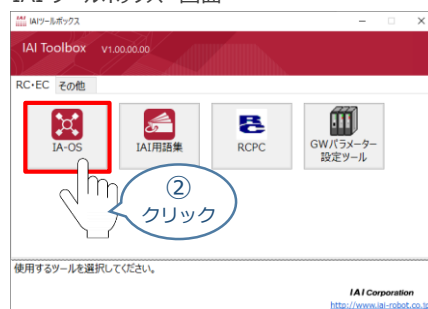 IAIツールボックス 画面
IAIツールボックス
IAI Toolbox V1.00.00.00
RC・EC その他
IA-OS
IAI用語集
RCPC
GWパラメーター
設定ツール
②
クリック
使用するツールを選択してください。
IAI Corporation
http://www.iai-robot.co.jp